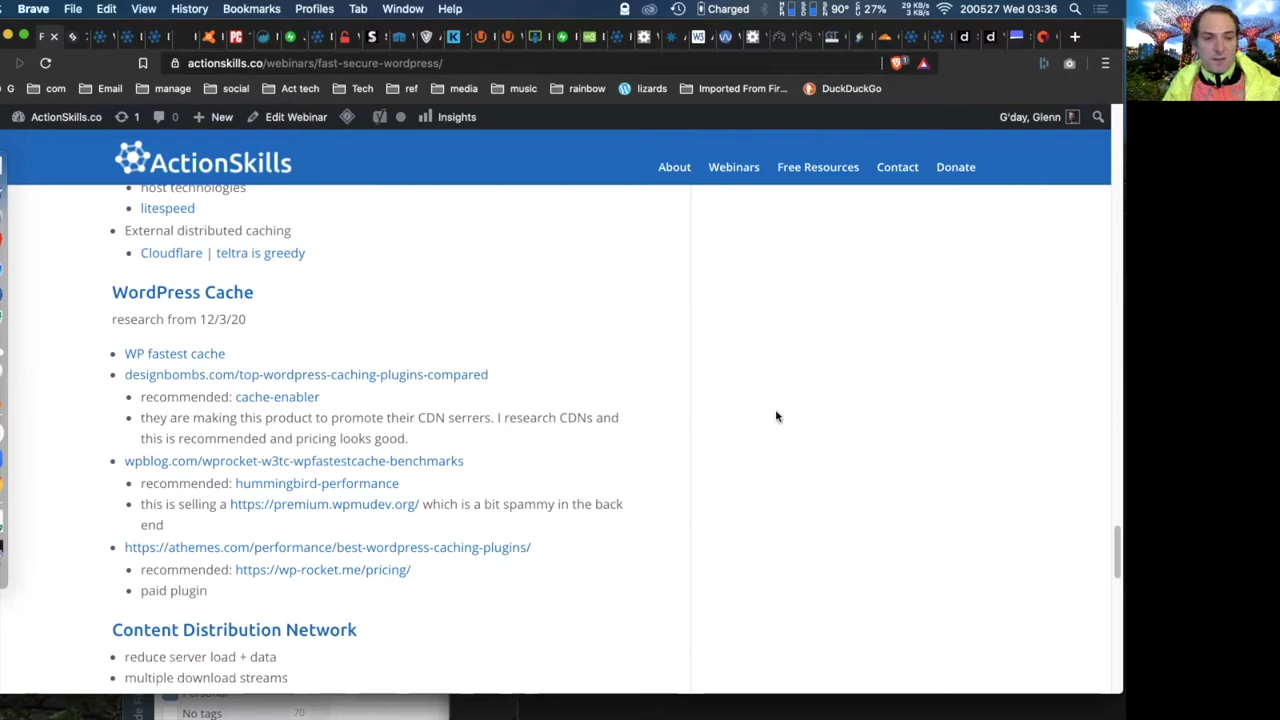 Brave File Edit View History Bookmarks Profiles Tab Window Help Charged 90° 27% 29 KB 3 KB 200527 Wed 03:36
actionskills.co/webinars/fast-secure-wordpress/
G com Email manage social Act tech Tech ref media music rainbow lizards Imported From Fir... DuckDuckGo
ActionSkills.co 1 0 New Edit Webinar Insights G'day, Glenn
ActionSkills About Webinars Free Resources Contact Donate
host technologies
litespeed
External distributed caching
Cloudflare | teltra is greedy
WordPress Cache
research from 12/3/20
WP fastest cache
designbombs.com/top-wordpress-caching-plugins-compared
recommended: cache-enabler
they are making this product to promote their CDN serrers. I research CDNs and
this is recommended and pricing looks good.
wpblog.com/wprocket-w3tc-wpfastestcache-benchmarks
recommended: hummingbird-performance
this is selling a https://premium.wpmudev.org/ which is a bit spammy in the back
end
https://athemes.com/performance/best-wordpress-caching-plugins/
recommended: https://wp-rocket.me/pricing/
paid plugin
Content Distribution Network
reduce server load + data
multiple download streams
No tags 70